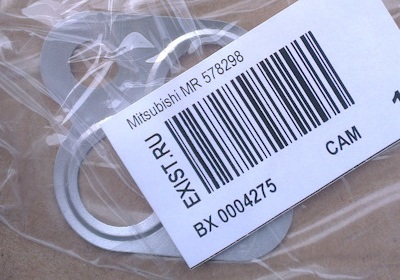 Mitsubishi MR 578298
EXIST.RU
BX 0004275
CAM